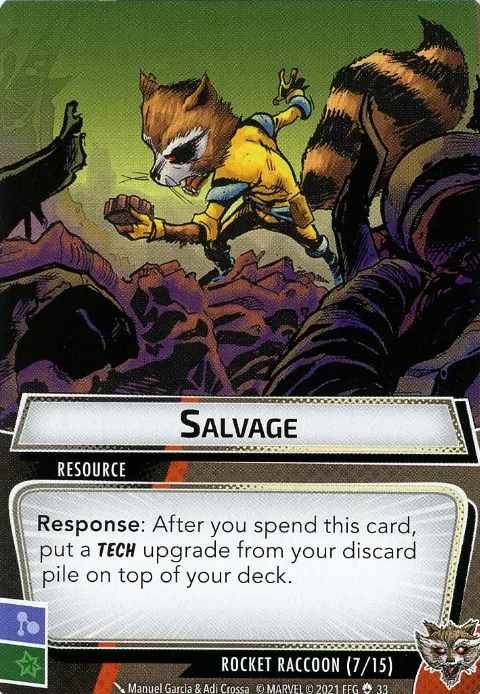 SALVAGE
RESOURCE
Response: After you spend this card,
put a TECH upgrade from your discard
pile on top of your deck.
ROCKET RACCOON (7/15)
Manuel Garcia & Adi Crossa © MARVEL © 2021 FFG 33